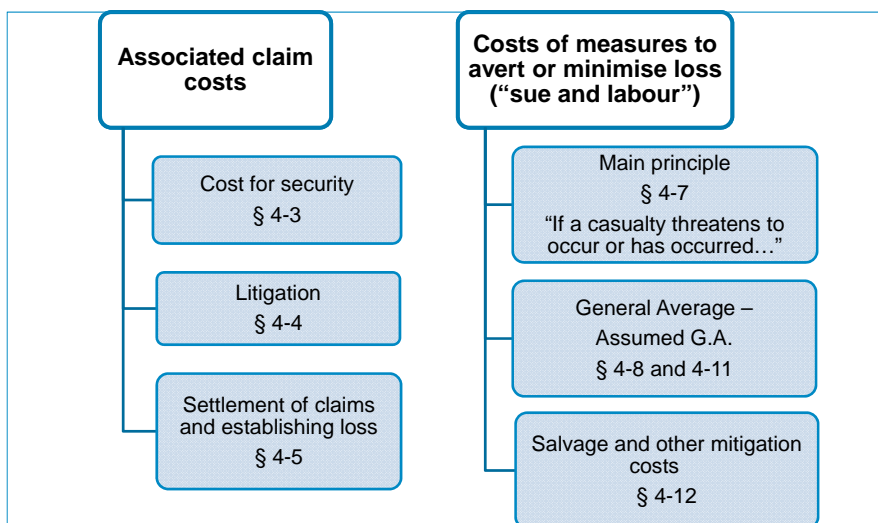 Associated claim
costs
Cost for security
§ 4-3
Litigation
§ 4-4
Settlement of claims
and establishing loss
§ 4-5
Costs of measures to
avert or minimise loss
(“sue and labour”)
Main principle
§ 4-7
“If a casualty threatens to
occur or has occurred…”
General Average –
Assumed G.A.
§ 4-8 and 4-11
Salvage and other mitigation
costs
§ 4-12